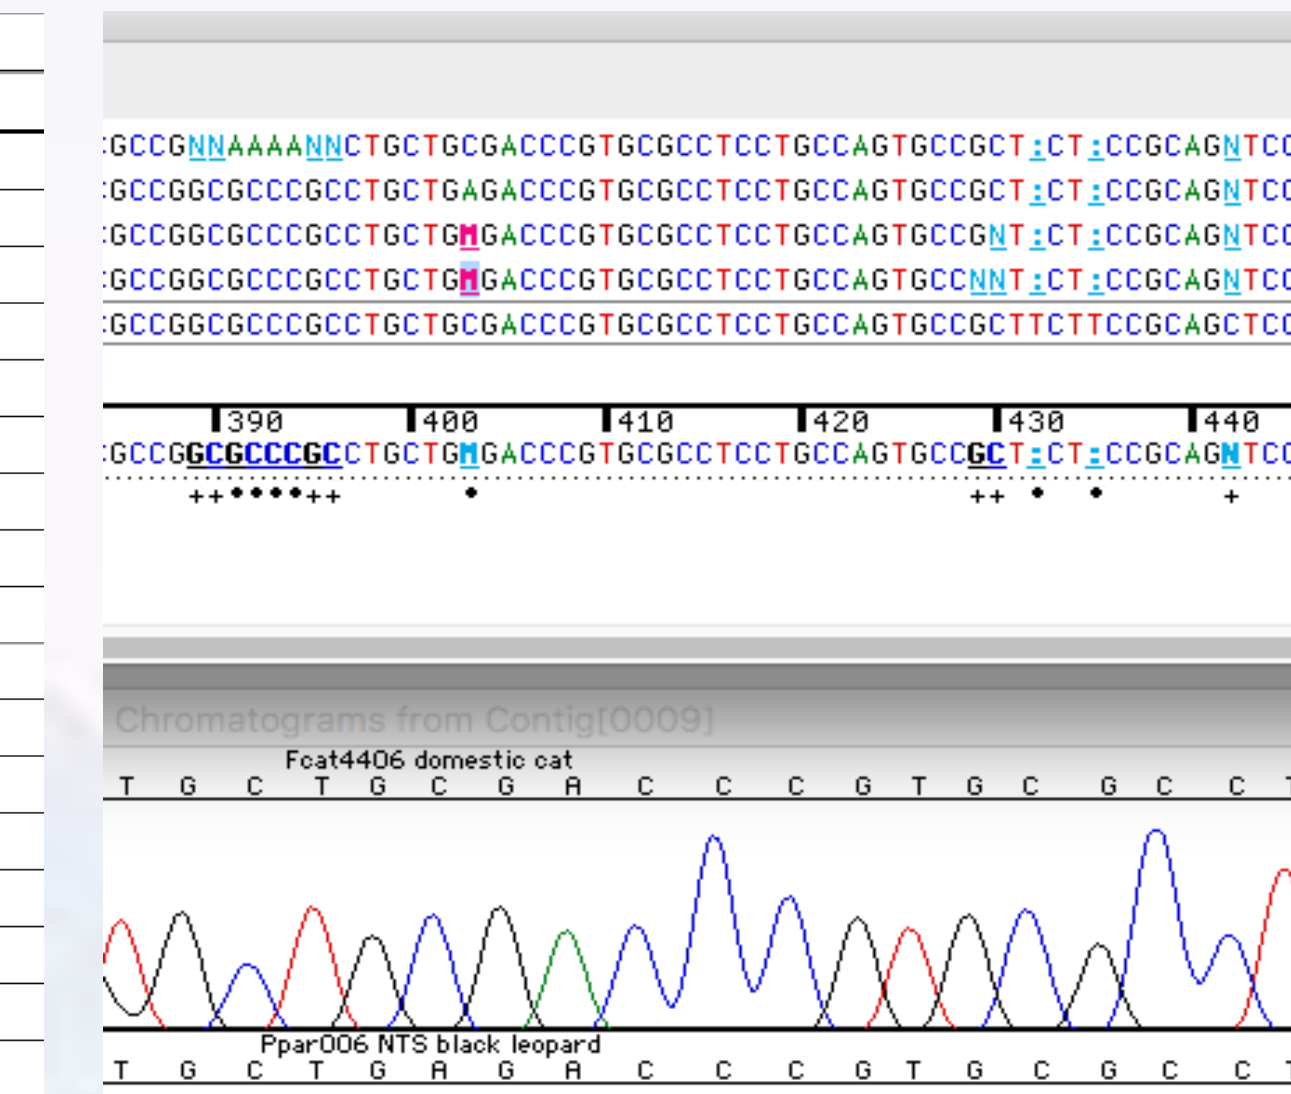 GCCGNNAAAANNCTGCTGCGACCCGTGCGCCTCCTGCCAGTGCCGCT:CT:CCGCAGNTCC
GCCGGCGCCCGCCTGCTGAGACCCGTGCGCCTCCTGCCAGTGCCGCT:CT:CCGCAGNTCC
GCCGGCGCCCGCCTGCTGMGACCCGTGCGCCTCCTGCCAGTGCCGNT:CT:CCGCAGNTCC
GCCGGCGCCCGCCTGCTGMGACCCGTGCGCCTCCTGCCAGTGCCNNT:CT:CCGCAGNTCC
GCCGGCGCCCGCCTGCTGCGACCCGTGCGCCTCCTGCCAGTGCCGCTTCTTCCGCAGCTCC
390 400 410 420 430 440
GCCGGCGCCCGCCTGCTGMGACCCGTGCGCCTCCTGCCAGTGCCGCT:CT:CCGCAGNTCC
++••••++ • ++ • • +
Chromatograms from Contig[0009]
Fcat4406 domestic cat
T G C T G C G A C C C G T G C G C C
Ppar006 NTS black leopard
T G C T G A G A C C C G T G C G C C